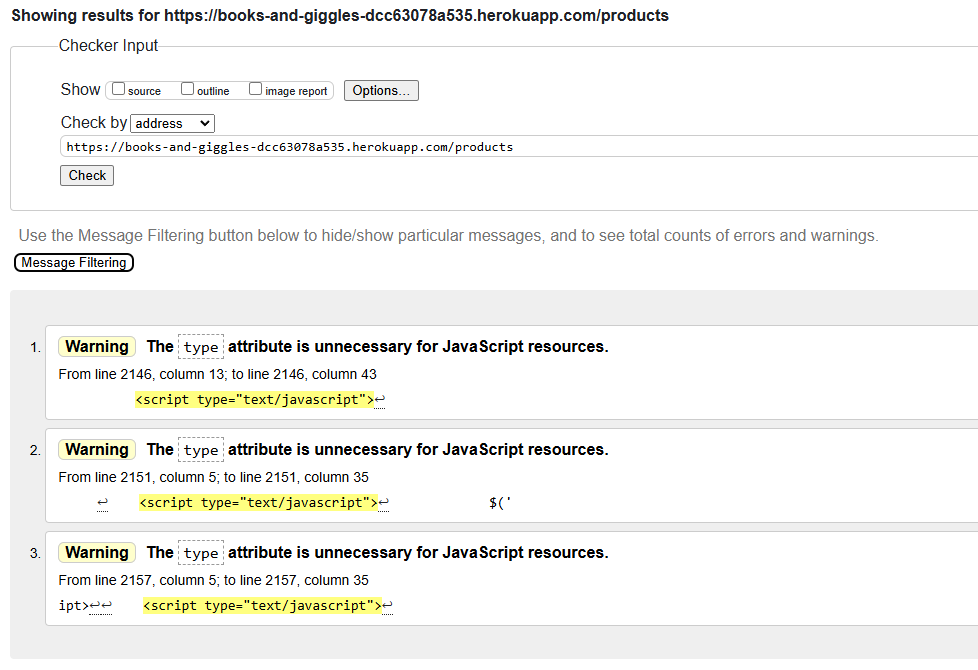 Showing results for https://books-and-giggles-dcc63078a535.herokuapp.com/products
Checker Input
Show source outline image report Options...
Check by address
https://books-and-giggles-dcc63078a535.herokuapp.com/products
Check
Use the Message Filtering button below to hide/show particular messages, and to see total counts of errors and warnings.
Message Filtering
1. Warning The type attribute is unnecessary for JavaScript resources.
From line 2146, column 13; to line 2146, column 43
<script type="text/javascript">↩
2. Warning The type attribute is unnecessary for JavaScript resources.
From line 2151, column 5; to line 2151, column 35
↩ <script type="text/javascript">↩ $('
3. Warning The type attribute is unnecessary for JavaScript resources.
From line 2157, column 5; to line 2157, column 35
ipt>↩↩ <script type="text/javascript">↩